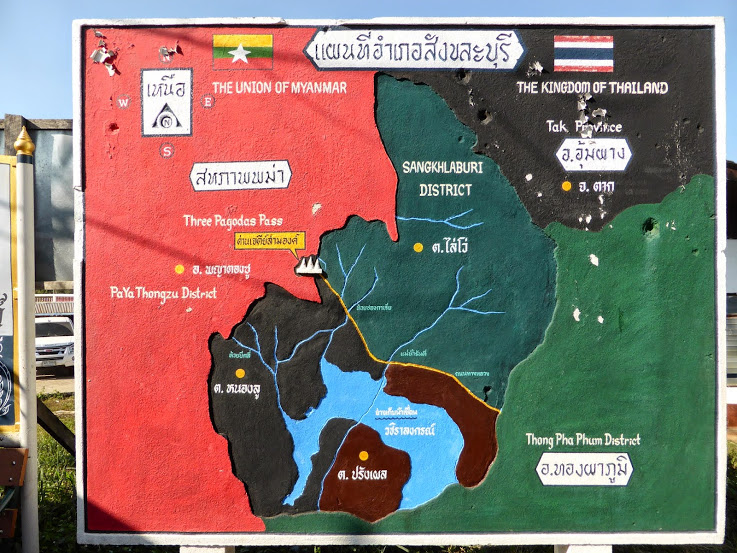 แผนที่อำเภอสังขละบุรี
THE UNION OF MYANMAR
THE KINGDOM OF THAILAND
เหนือ
W
E
S
Tak Province
อ.อุ้มผาง
จ. ตาก
SANGKHLABURI
DISTRICT
สหภาพพม่า
Three Pagodas Pass
ด่านเจดีย์สามองค์
ต. ไล่โว่
อ. พญาตองซู
PaYa Thongzu District
ต. หนองลู
วชิราลงกรณ์
ต. ปรังเผล
Thong Pha Phum District
อ.ทองผาภูมิ